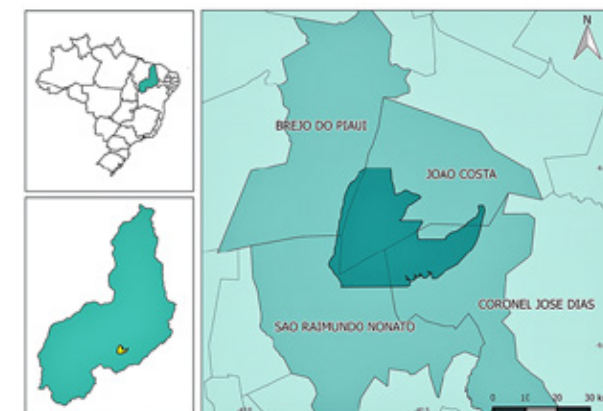 N
BREJO DO PIAUI
JOAO COSTA
CORONEL JOSE DIAS
SAO RAIMUNDO NONATO
0 10 20 30 k